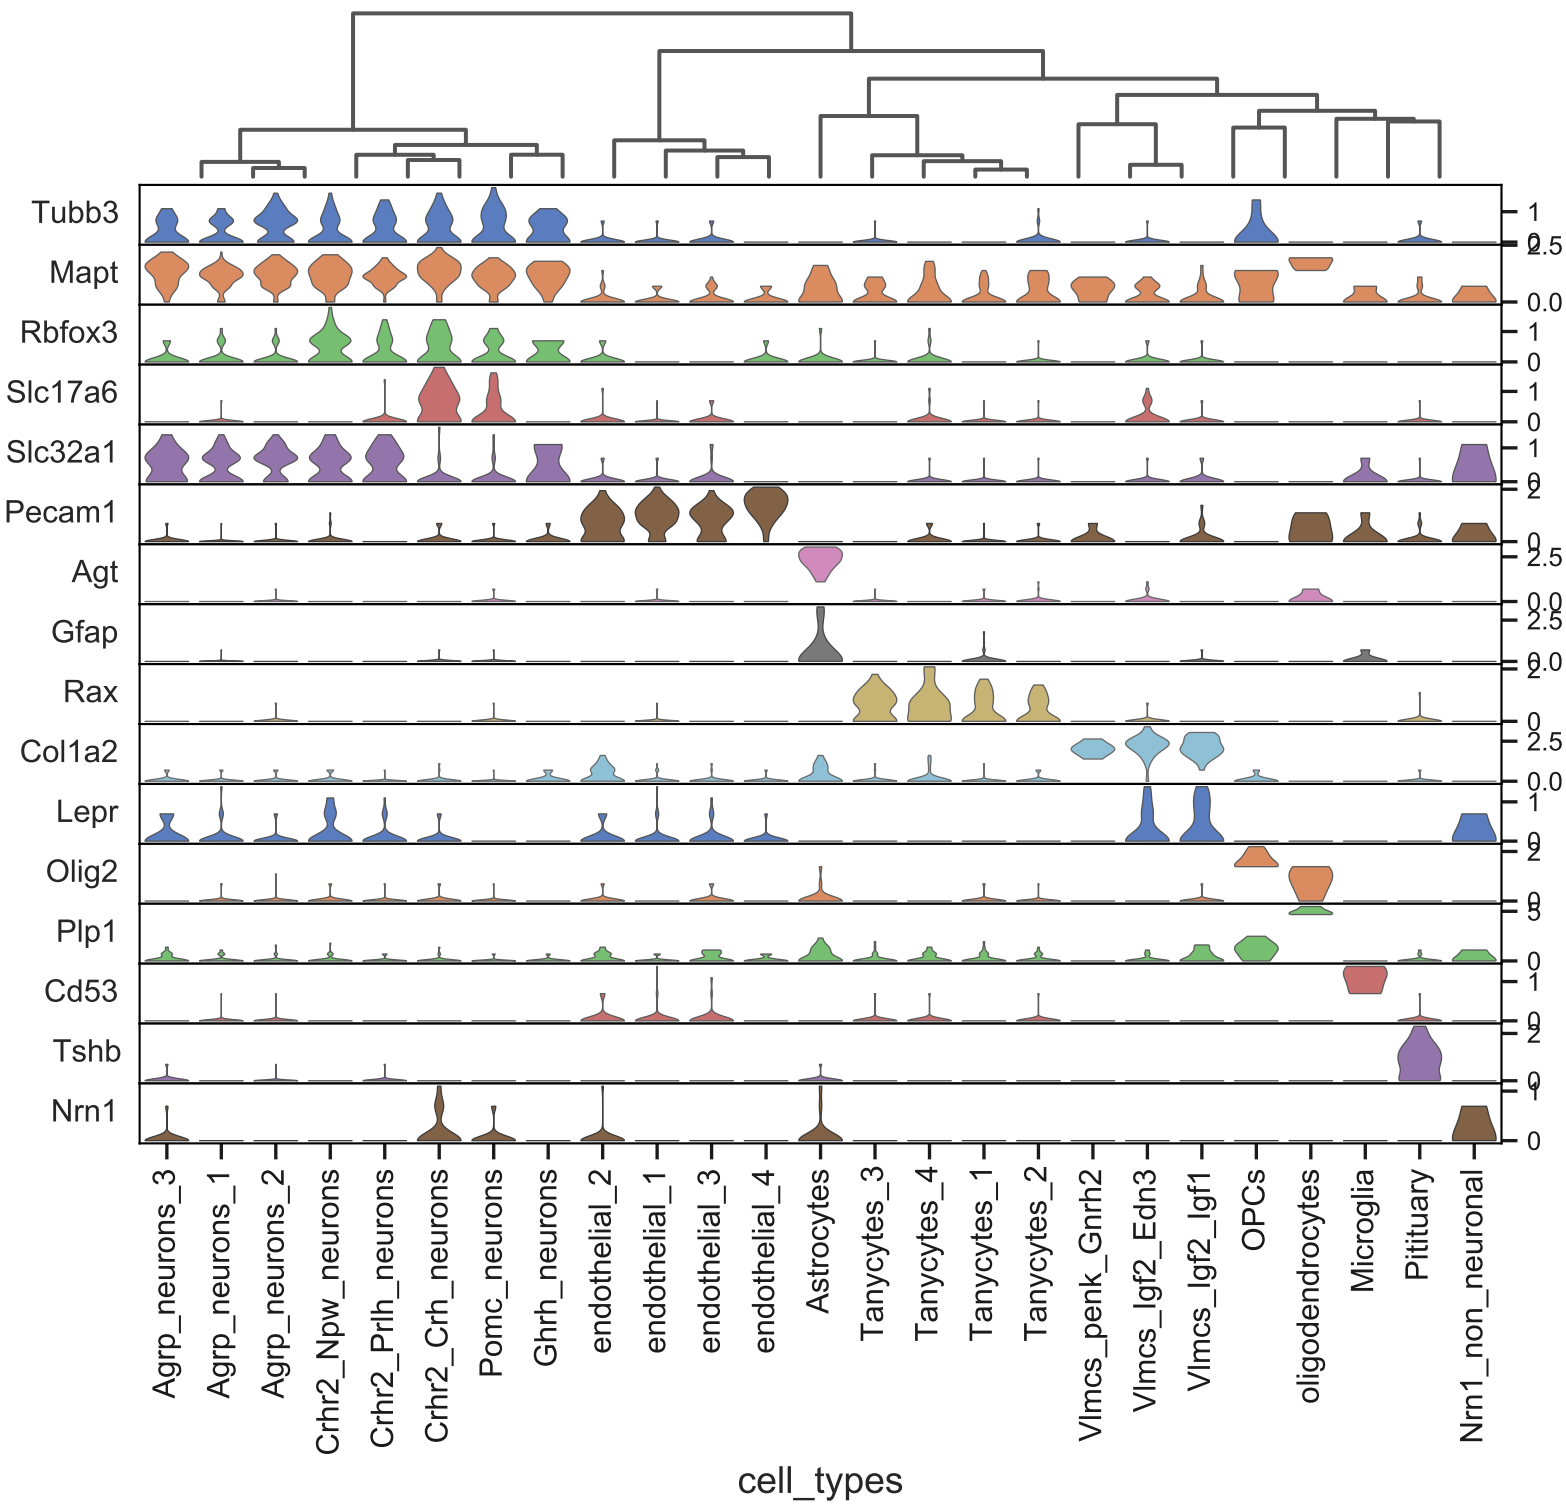 Tubb3
1
0
Mapt
2.5
0.0
Rbfox3
1
0
Slc17a6
1
0
Slc32a1
1
0
Pecam1
2
0
Agt
2.5
0.0
Gfap
2.5
0.0
Rax
2
0
Col1a2
2.5
0.0
Lepr
1
0
Olig2
2
0
Plp1
5
0
Cd53
1
0
Tshb
2
0
Nrn1
1
0
Agrp_neurons_3
Agrp_neurons_1
Agrp_neurons_2
Crhr2_Npw_neurons
Crhr2_Prlh_neurons
Crhr2_Crh_neurons
Pomc_neurons
Ghrh_neurons
endothelial_2
endothelial_1
endothelial_3
endothelial_4
Astrocytes
Tanycytes_3
Tanycytes_4
Tanycytes_1
Tanycytes_2
Vlmcs_penk_Gnrh2
Vlmcs_Igf2_Edn3
Vlmcs_Igf2_Igf1
OPCs
oligodendrocytes
Microglia
Pitituary
Nrn1_non_neuronal
cell_types